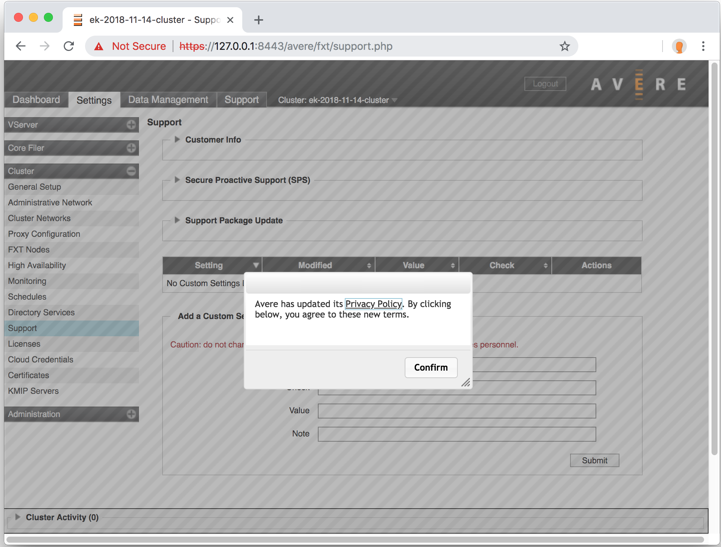 ek-2018-11-14-cluster - Suppo
Not Secure | https://127.0.0.1:8443/avere/fxt/support.php
Logout
AVERE
Dashboard
Settings
Data Management
Support
Cluster: ek-2018-11-14-cluster
VServer
Core Filer
Cluster
General Setup
Administrative Network
Cluster Networks
Proxy Configuration
FXT Nodes
High Availability
Monitoring
Schedules
Directory Services
Support
Licenses
Cloud Credentials
Certificates
KMIP Servers
Administration
Support
Customer Info
Secure Proactive Support (SPS)
Support Package Update
Setting Modified Value Check Actions
No Custom Settings
Add a Custom Se
Caution: do not char
s personnel.
Avere has updated its Privacy Policy. By clicking
below, you agree to these new terms.
Confirm
Value
Note
Submit
Cluster Activity (0)